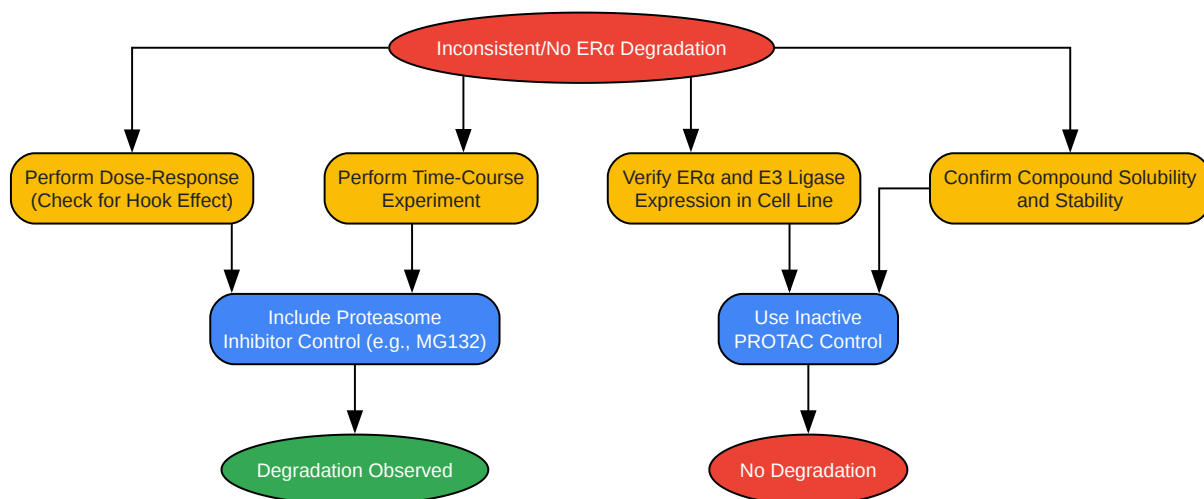 Inconsistent/No ERα Degradation
Perform Dose-Response
(Check for Hook Effect)
Perform Time-Course
Experiment
Verify ERα and E3 Ligase
Expression in Cell Line
Confirm Compound Solubility
and Stability
Include Proteasome
Inhibitor Control (e.g., MG132)
Use Inactive
PROTAC Control
Degradation Observed
No Degradation